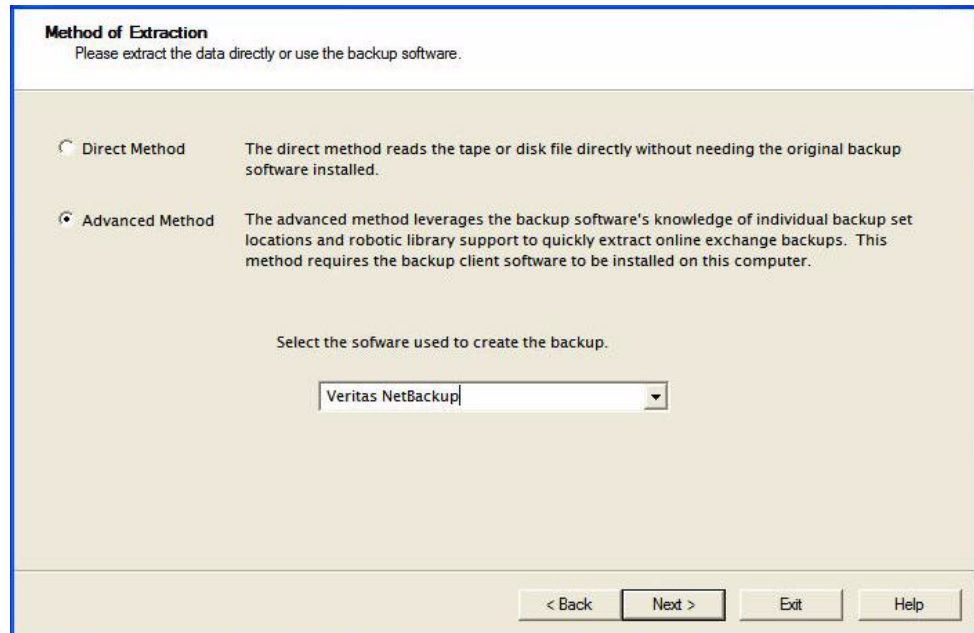 Method of Extraction
Please extract the data directly or use the backup software.
Direct Method
The direct method reads the tape or disk file directly without needing the original backup
software installed.
Advanced Method
The advanced method leverages the backup software's knowledge of individual backup set
locations and robotic library support to quickly extract online exchange backups. This
method requires the backup client software to be installed on this computer.
Select the sofware used to create the backup.
Veritas NetBackup
< Back
Next >
Exit
Help